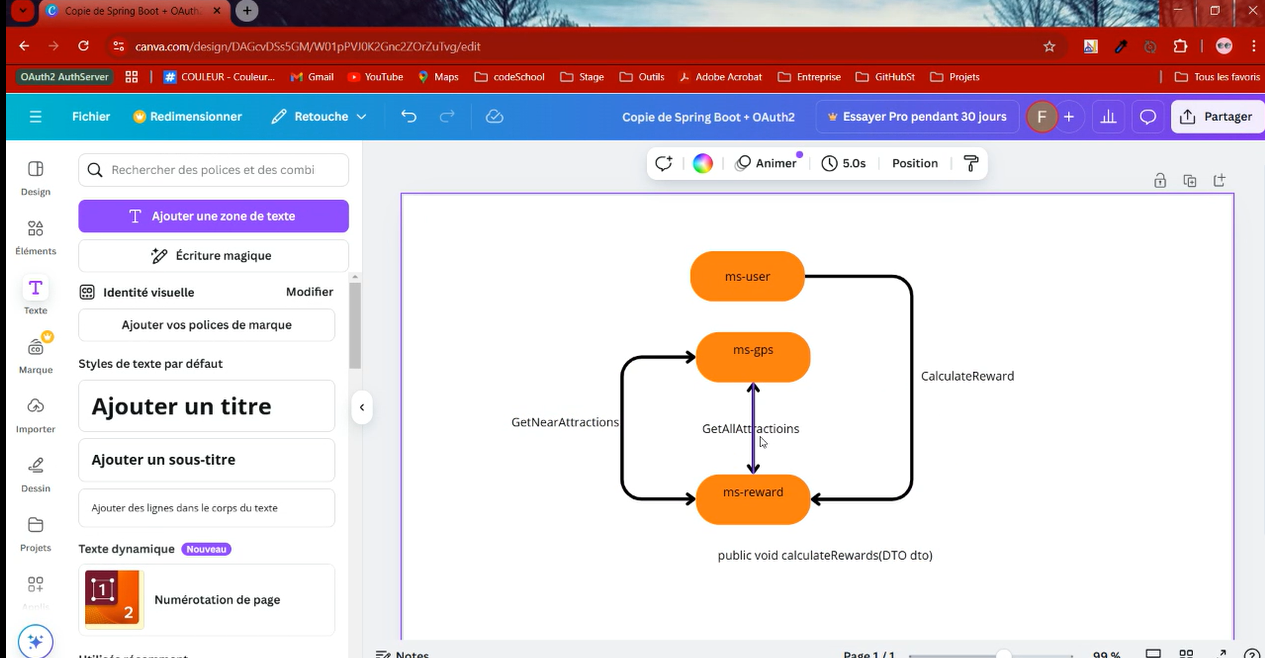 Copie de Spring Boot + OAuth
canva.com/design/DAGcvDSs5GM/W01pPVJ0K2Gnc2ZOrZuTvg/edit
OAuth2 AuthServer
COULEUR - Couleur...
Gmail
YouTube
Maps
codeSchool
Stage
Outils
Adobe Acrobat
Entreprise
GitHubSt
Projets
Tous les favoris
Fichier
Redimensionner
Retouche
Copie de Spring Boot + OAuth2
Essayer Pro pendant 30 jours
F
Partager
Design
Éléments
Texte
Marque
Importer
Dessin
Projets
Rechercher des polices et des combi
Ajouter une zone de texte
Écriture magique
Identité visuelle
Modifier
Ajouter vos polices de marque
Styles de texte par défaut
Ajouter un titre
Ajouter un sous-titre
Ajouter des lignes dans le corps du texte
Texte dynamique
Nouveau
1
2
Numérotation de page
Animer
5.0s
Position
ms-user
ms-gps
CalculateReward
GetNearAttractions
GetAllAttractioins
ms-reward
public void calculateRewards(DTO dto)
Notes
Page 1 / 1
99 %